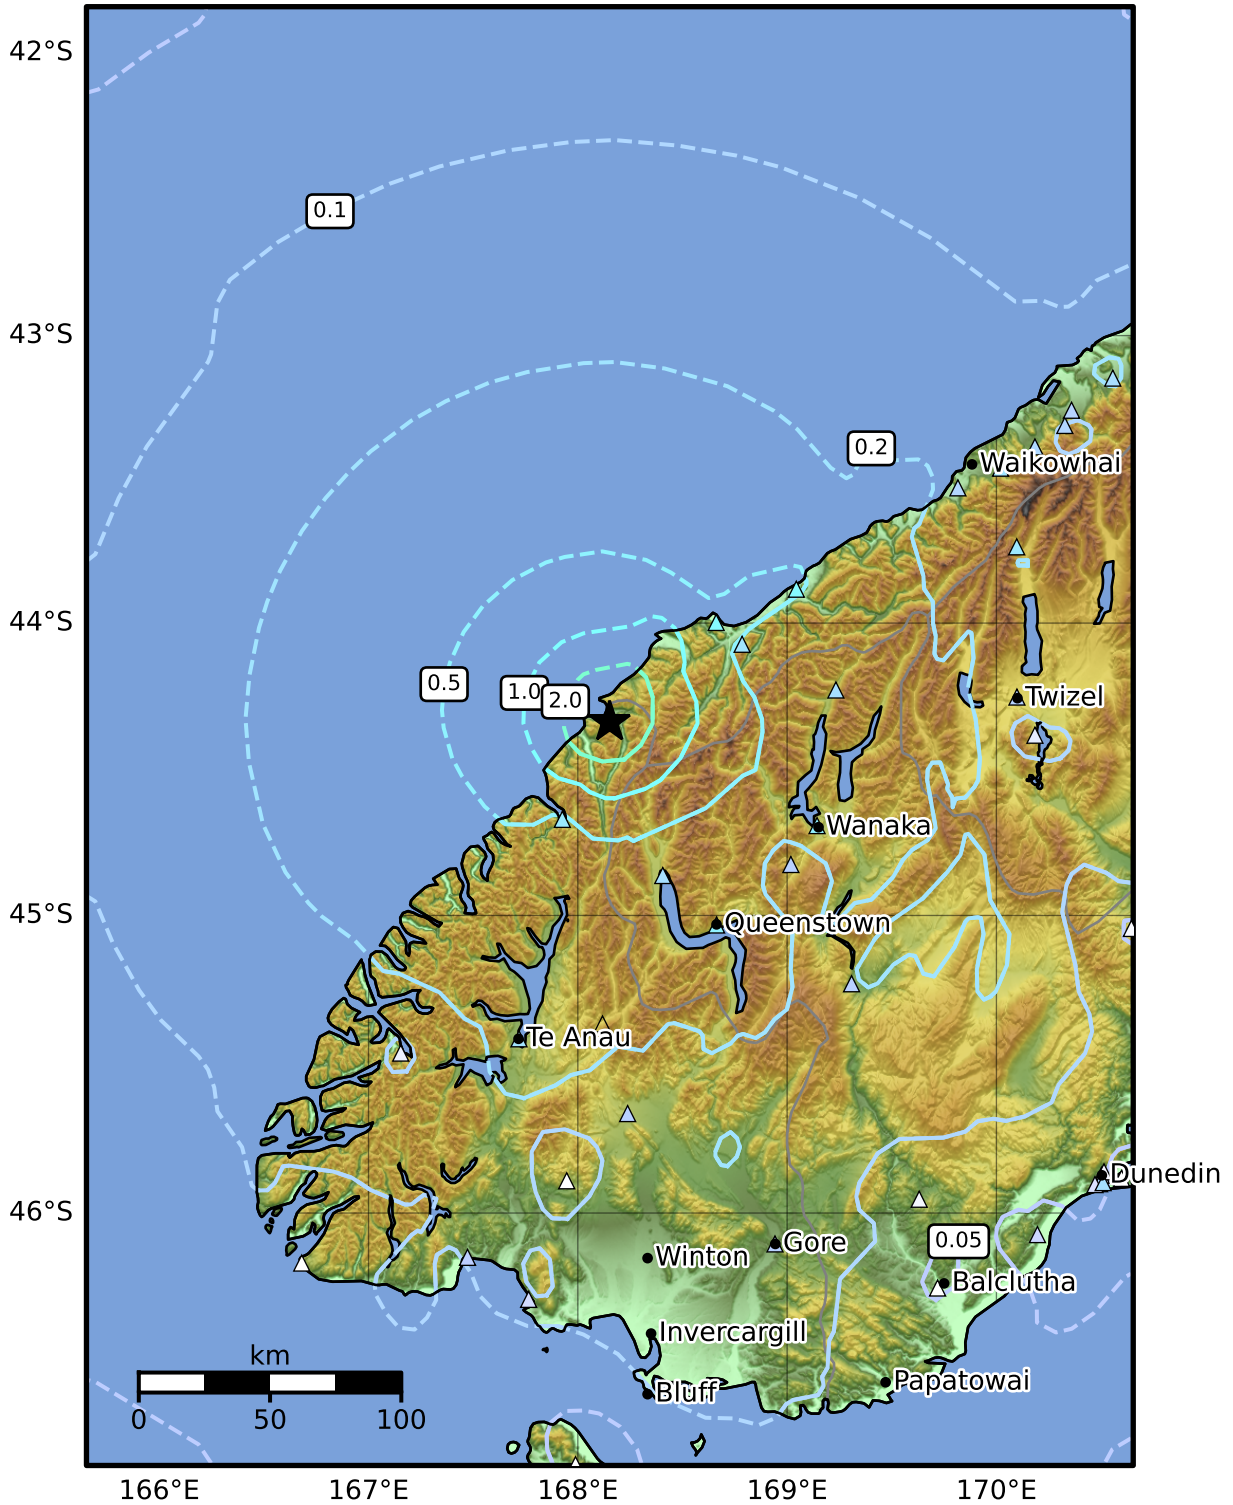 42°S
0.1
43°S
0.2
Waikowhai
44°S
0.5
1.0
2.0
Twizel
Wanaka
45°S
Queenstown
Te Anau
Dunedin
46°S
0.05
Gore
Winton
Balclutha
Invercargill
km
Papatowai
Bluff
0 50 100
166°E 167°E 168°E 169°E 170°E